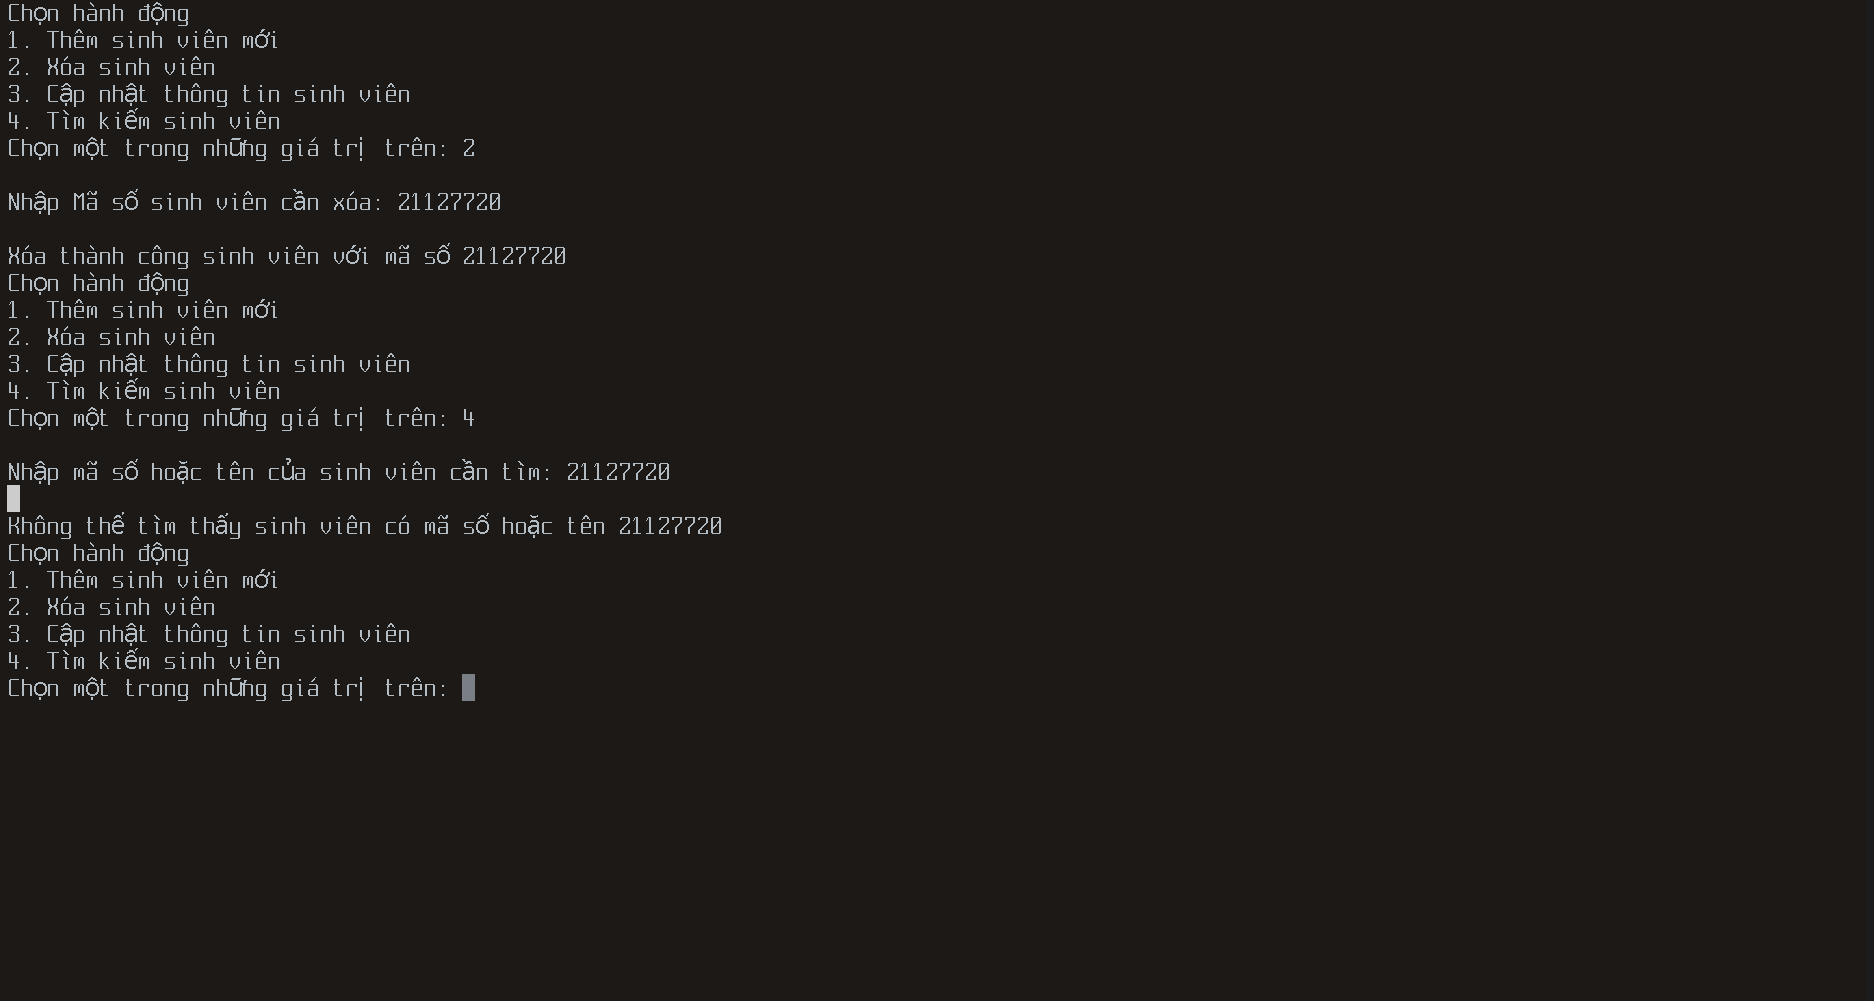 Chọn hành động
1. Thêm sinh viên mới
2. Xóa sinh viên
3. Cập nhật thông tin sinh viên
4. Tìm kiếm sinh viên
Chọn một trong những giá trị trên: 2
Nhập Mã số sinh viên cần xóa: 21127720
Xóa thành công sinh viên với mã số 21127720
Chọn hành động
1. Thêm sinh viên mới
2. Xóa sinh viên
3. Cập nhật thông tin sinh viên
4. Tìm kiếm sinh viên
Chọn một trong những giá trị trên: 4
Nhập mã số hoặc tên của sinh viên cần tìm: 21127720
Không thể tìm thấy sinh viên có mã số hoặc tên 21127720
Chọn hành động
1. Thêm sinh viên mới
2. Xóa sinh viên
3. Cập nhật thông tin sinh viên
4. Tìm kiếm sinh viên
Chọn một trong những giá trị trên: